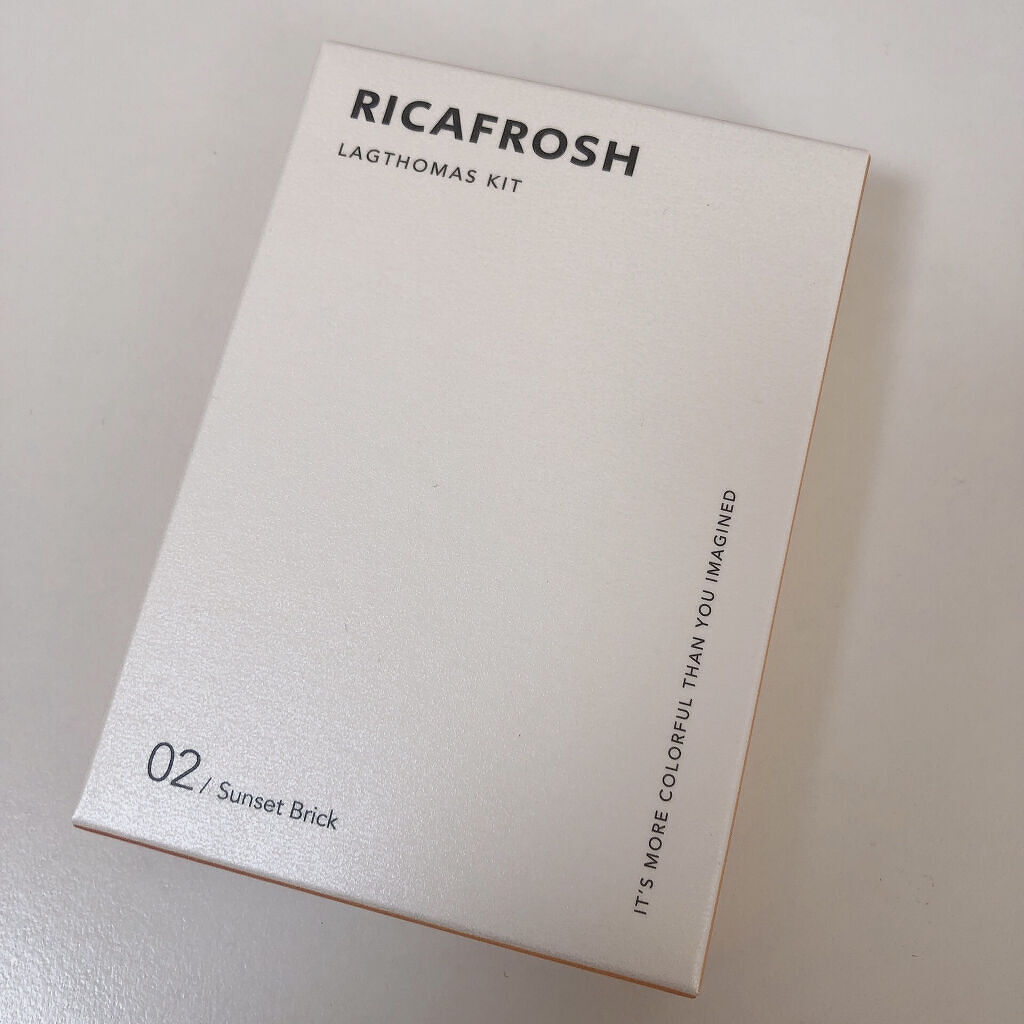 RICAFROSH
LAGTHOMAS KIT
IT'S MORE COLORFUL THAN YOU IMAGINED
02/ Sunset Brick